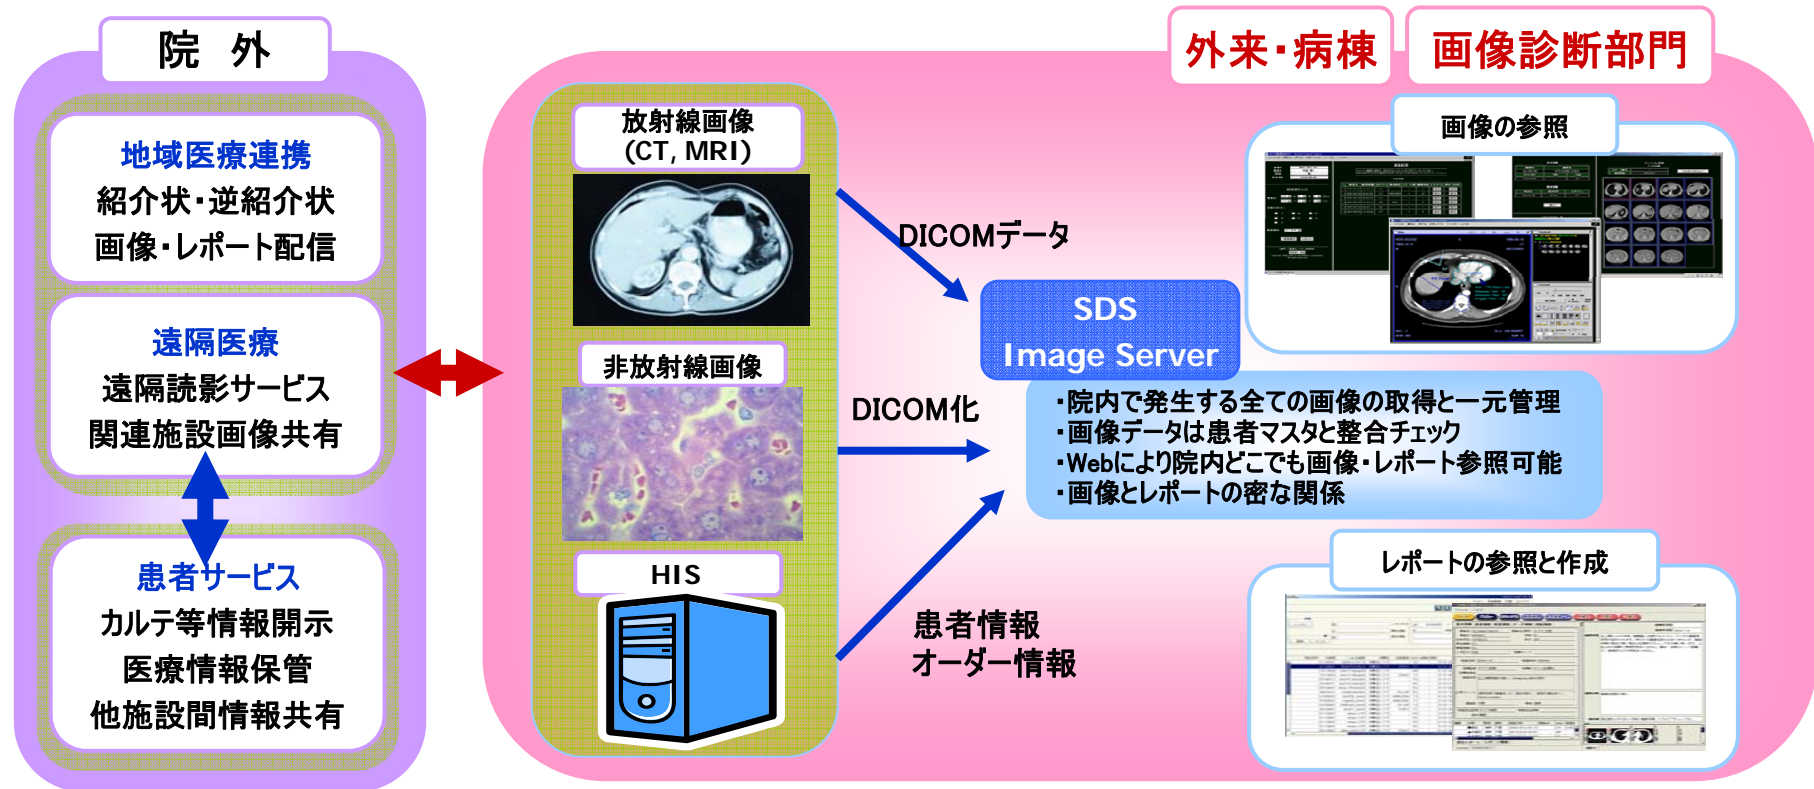 院 外
地域医療連携
紹介状・逆紹介状
画像・レポート配信
遠隔医療
遠隔読影サービス
関連施設画像共有
患者サービス
カルテ等情報開示
医療情報保管
他施設間情報共有
外来・病棟
画像診断部門
放射線画像
(CT, MRI)
非放射線画像
HIS
DICOMデータ
DICOM化
患者情報
オーダー情報
SDS
Image Server
・院内で発生する全ての画像の取得と一元管理
・画像データは患者マスタと整合チェック
・Webにより院内どこでも画像・レポート参照可能
・画像とレポートの密な関係
画像の参照
レポートの参照と作成